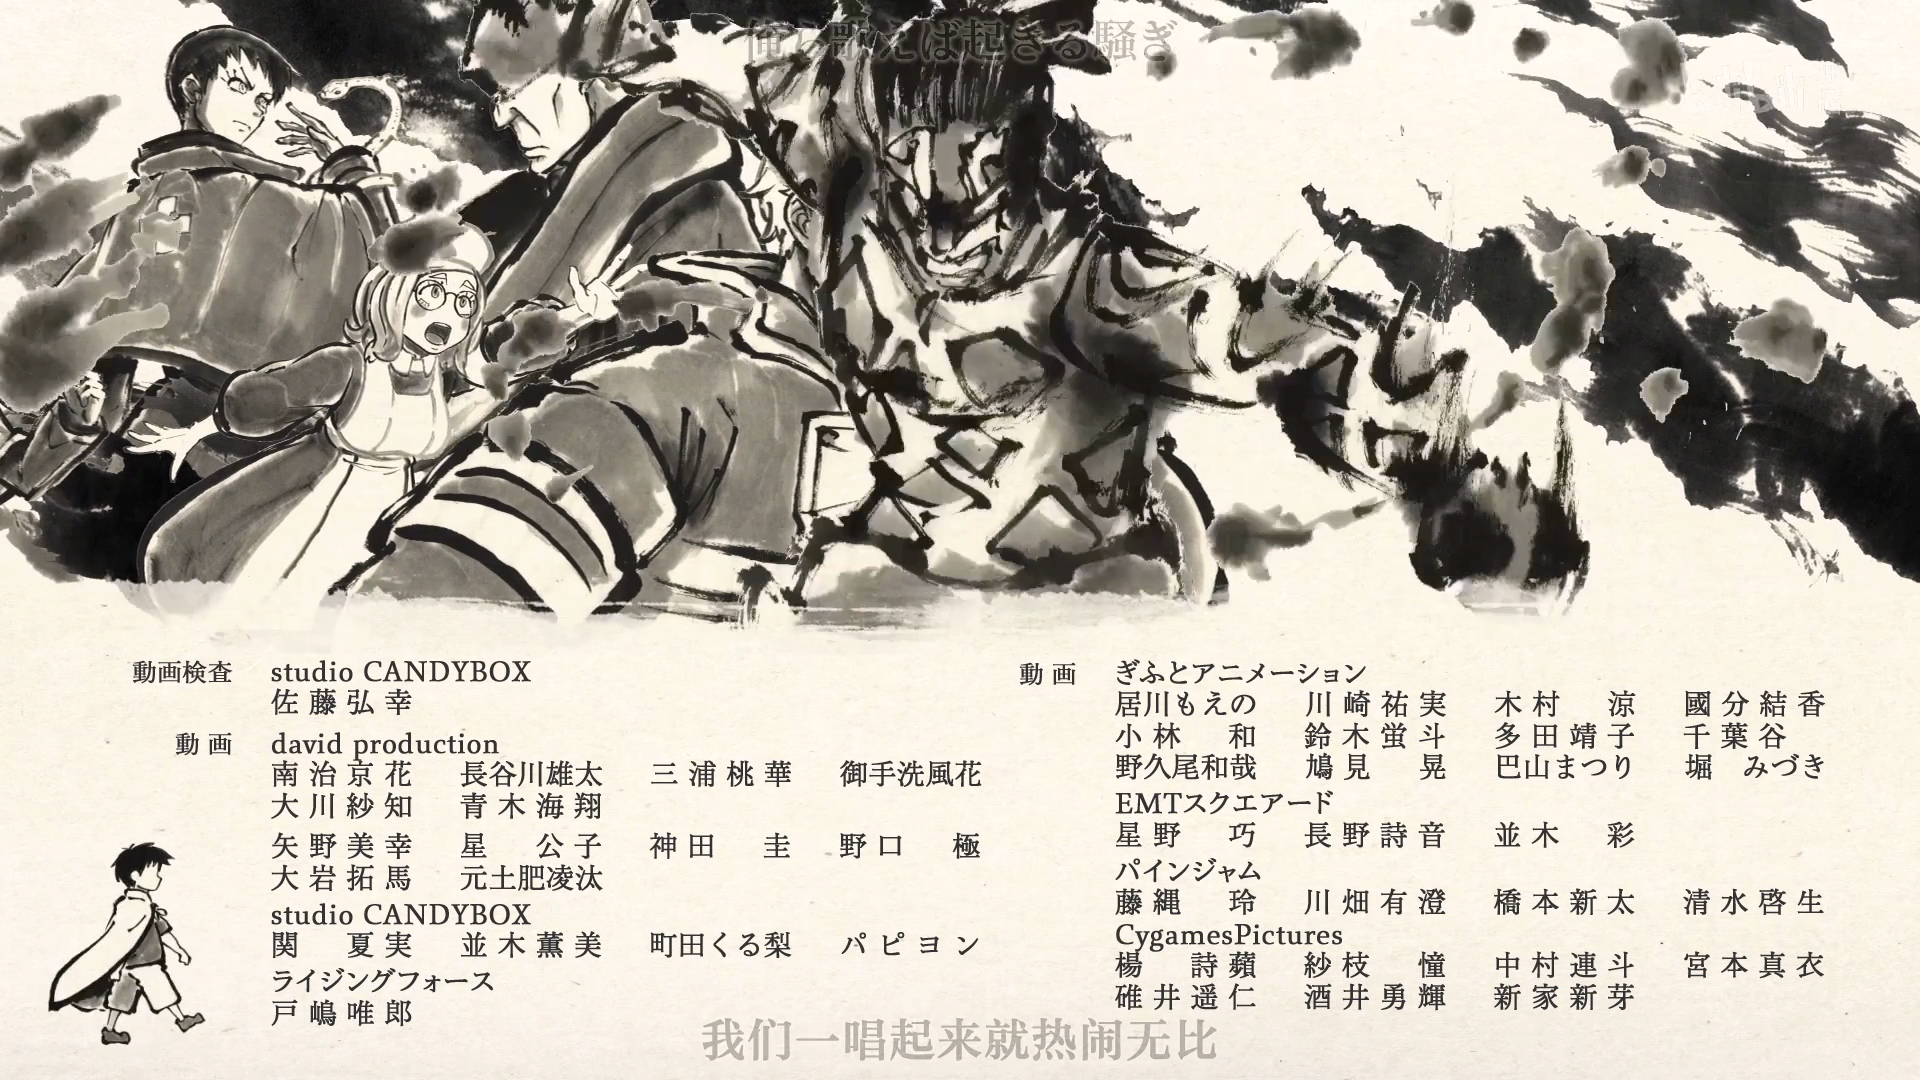 俺ら歌えば起きる騒ぎ
動画検査 studio CANDYBOX
佐藤弘幸
動画 david production
南治京花 長谷川雄太 三浦桃華 御手洗風花
大川紗知 青木海翔
矢野美幸 星公子 神田圭 野口極
大岩拓馬 元土肥凌汰
studio CANDYBOX
関夏実 並木薫美 町田くる梨 パピヨン
ライジングフォース
戸嶋唯郎
動画 ぎふとアニメーション
居川もえの 川崎祐実 木村涼 國分結香
小林和 鈴木蛍斗 多田靖子 千葉谷
野久尾和哉 鳩見晃 巴山まつり 堀みづき
EMTスクエアード
星野巧 長野詩音 並木彩
パインジャム
藤縄玲 川畑有澄 橋本新太 清水啓生
CygamesPictures
楊詩蘋 紗枝憧 中村連斗 宮本真衣
碓井遥仁 酒井勇輝 新家新芽
我们一唱起来就热闹无比